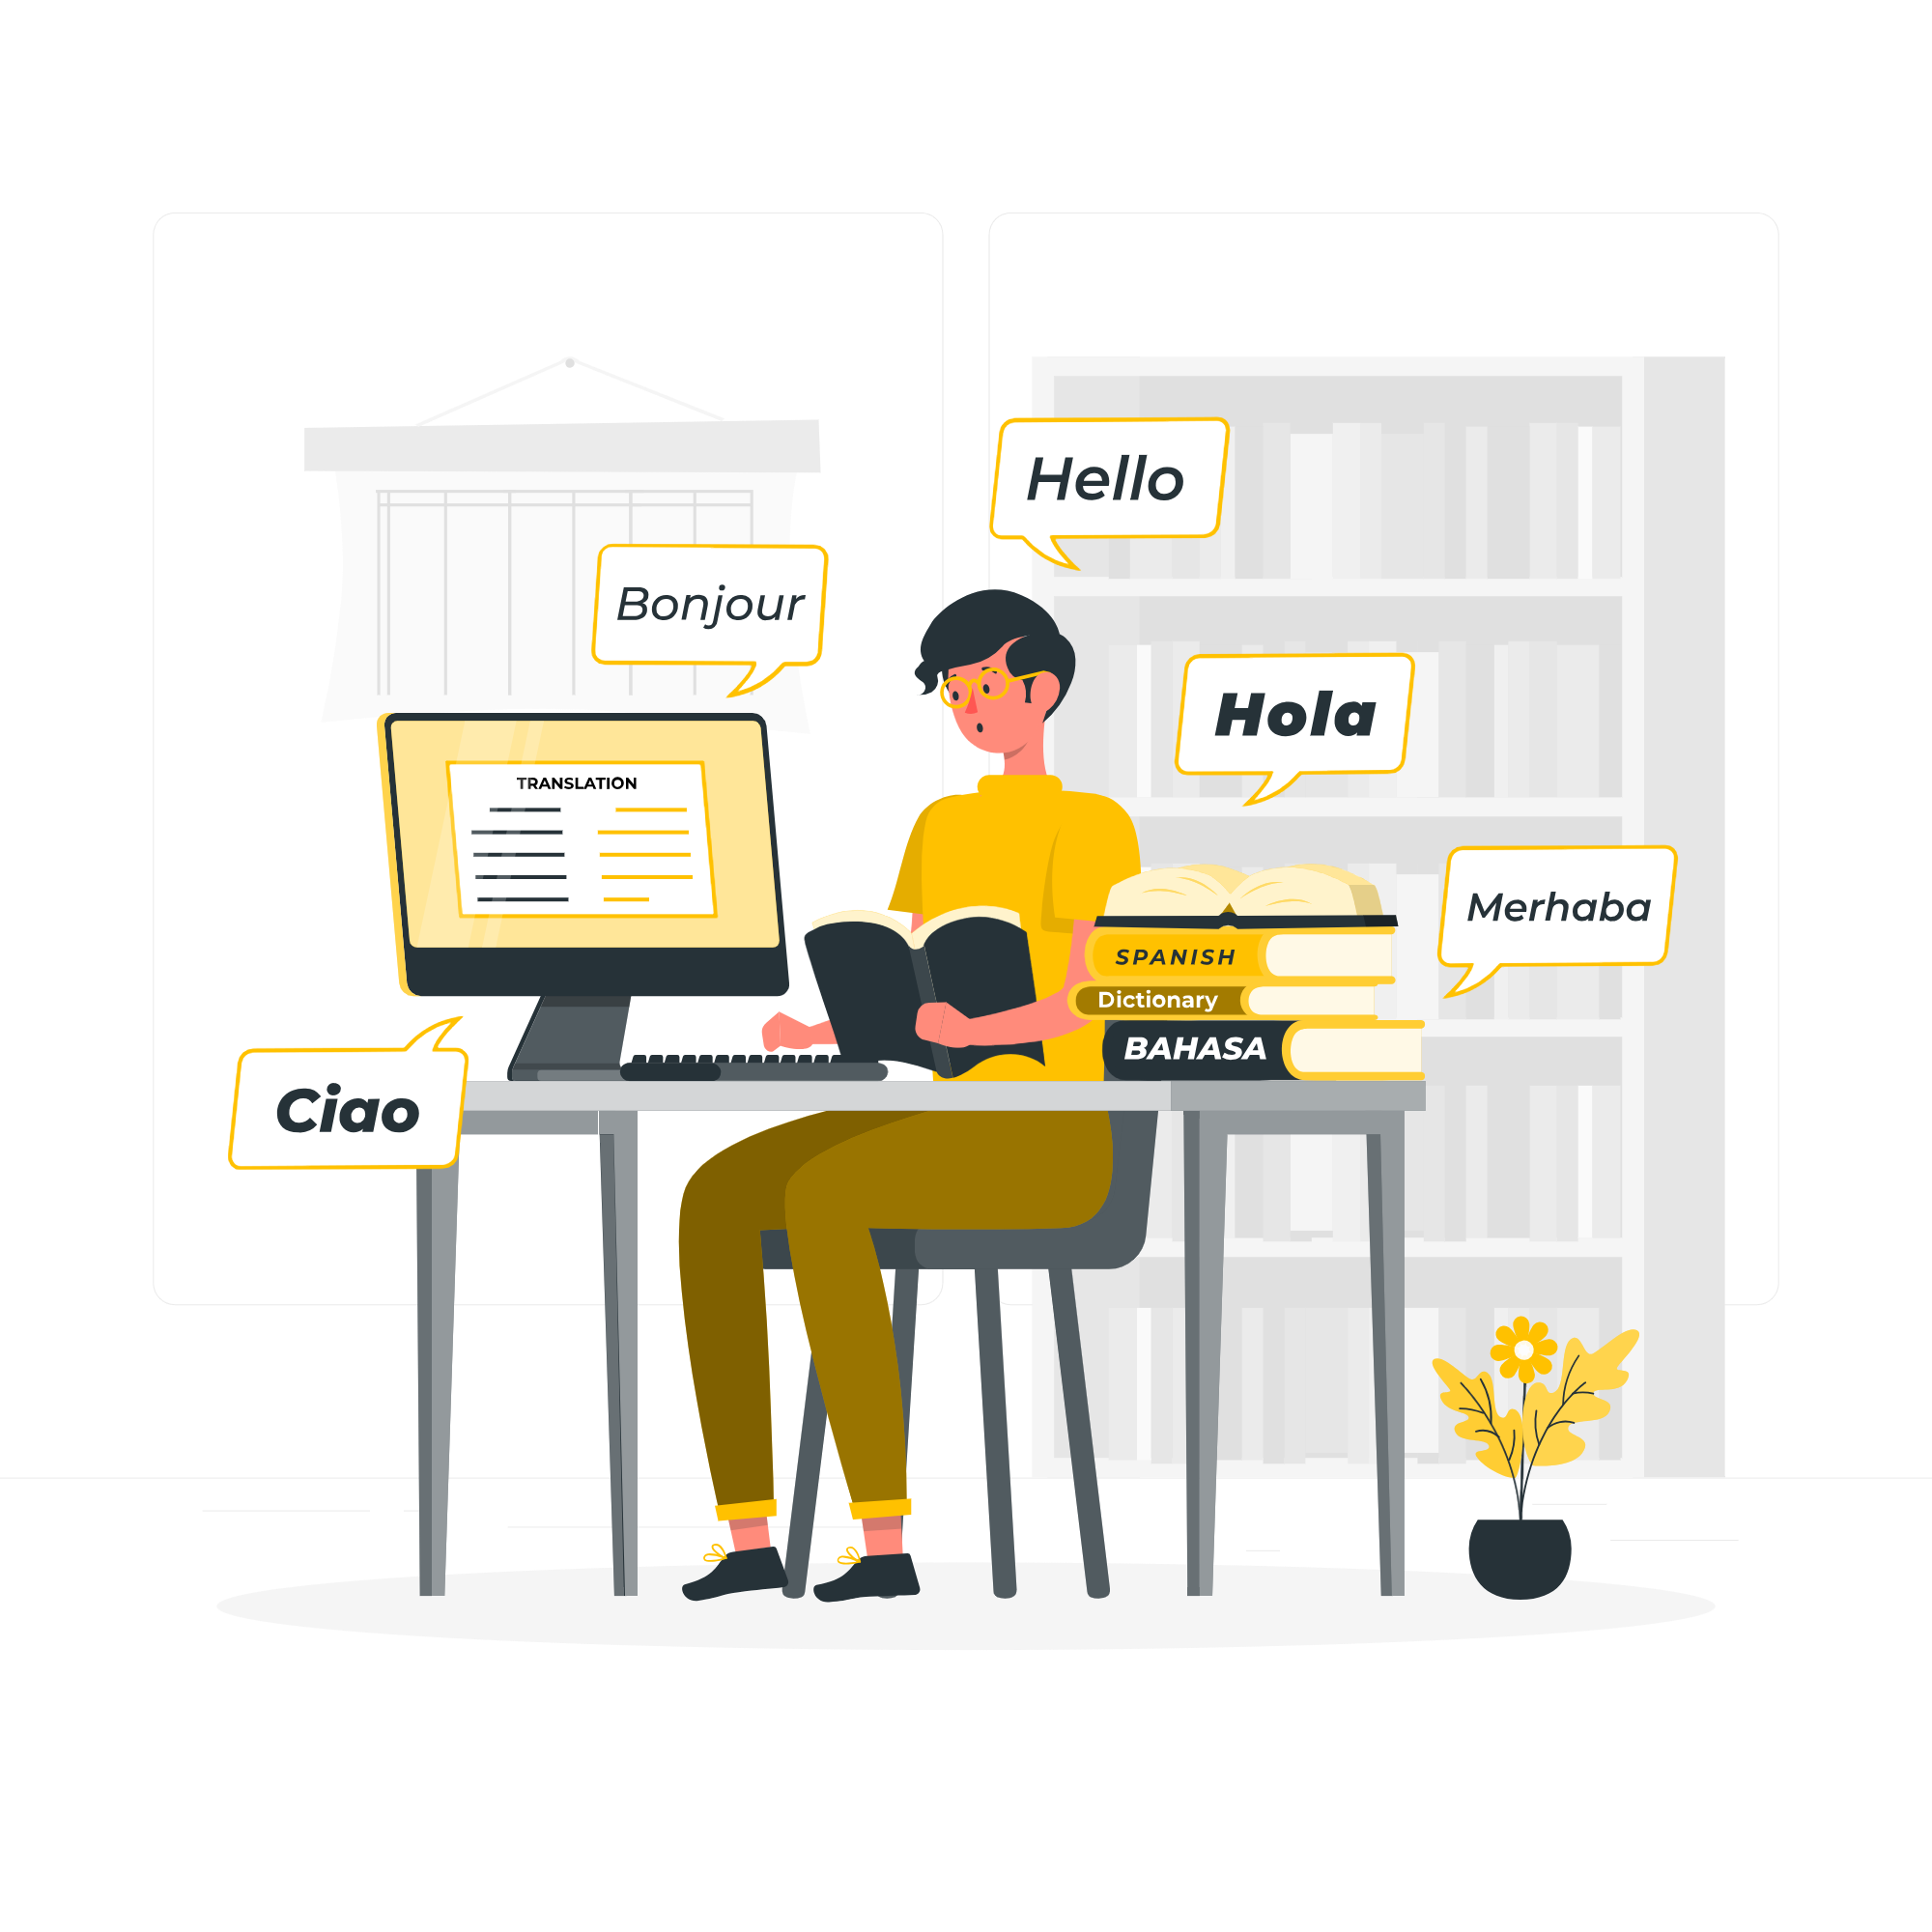 Hello
Bonjour
Hola
TRANSLATION
Merhaba
SPANISH
Dictionary
BAHASA
Ciao